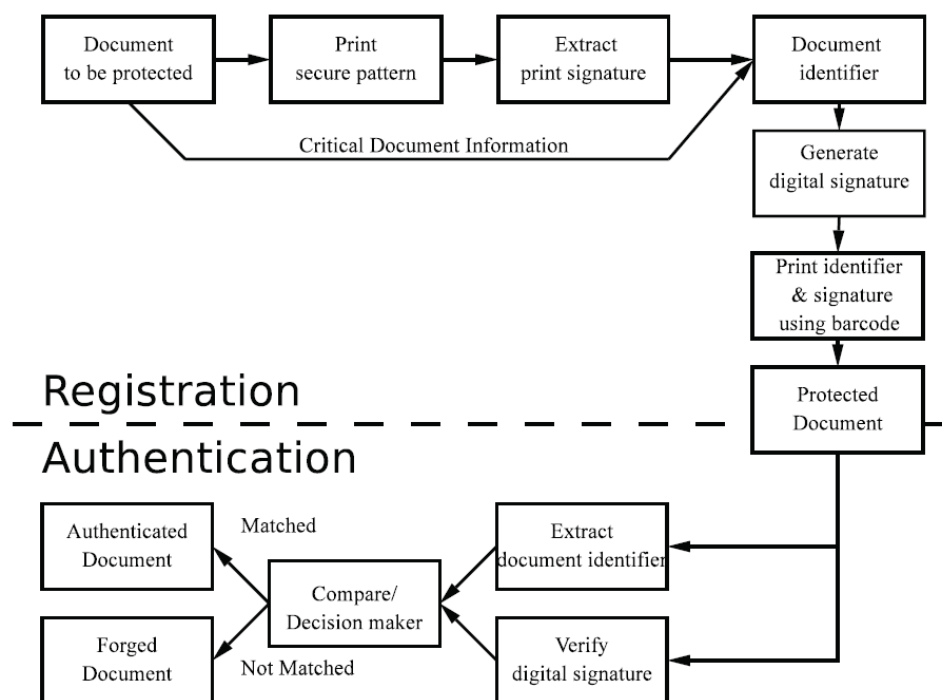 Document
to be protected
Print
secure pattern
Extract
print signature
Document
identifier
Critical Document Information
Generate
digital signature
Print identifier
& signature
using barcode
Registration
Protected
Document
Authentication
Authenticated
Document
Matched
Extract
document identifier
Compare/
Decision maker
Forged
Document
Not Matched
Verify
digital signature